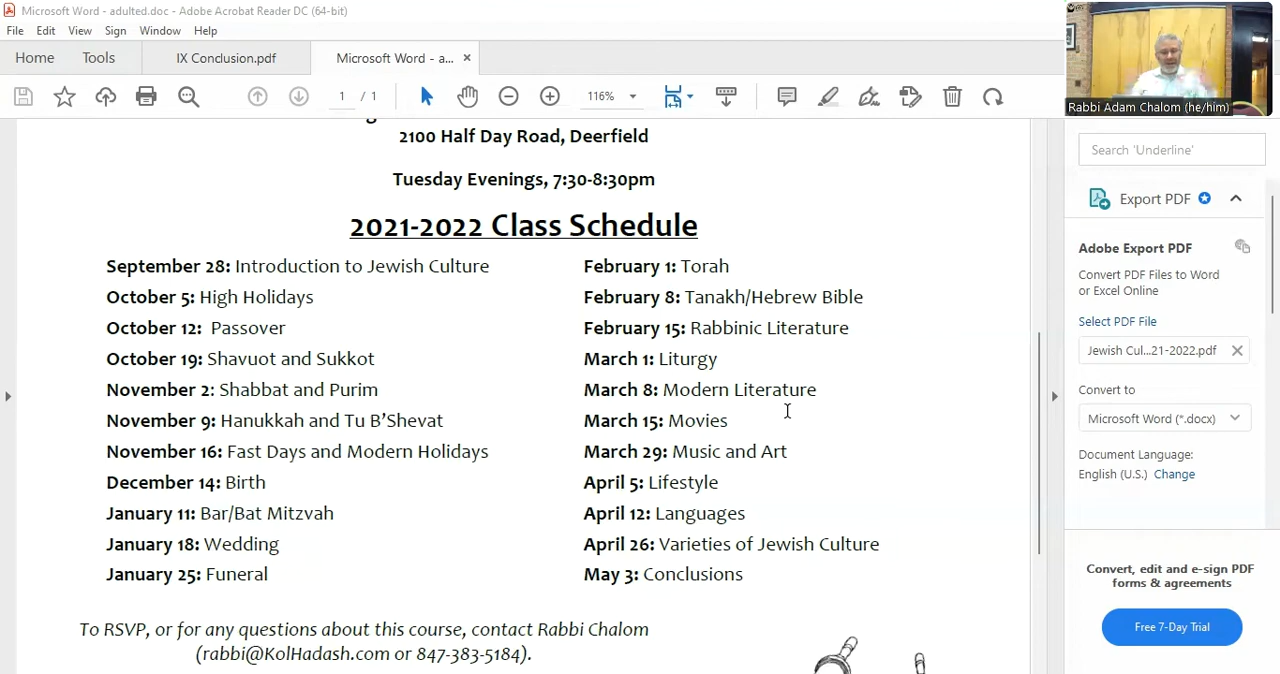 Microsoft Word - adulted.doc - Adobe Acrobat Reader DC (64-bit)
File Edit View Sign Window Help
Home Tools IX Conclusion.pdf Microsoft Word - a... ×
1 / 1 116%
2100 Half Day Road, Deerfield
Tuesday Evenings, 7:30-8:30pm
2021-2022 Class Schedule
September 28: Introduction to Jewish Culture
October 5: High Holidays
October 12: Passover
October 19: Shavuot and Sukkot
November 2: Shabbat and Purim
November 9: Hanukkah and Tu B’Shevat
November 16: Fast Days and Modern Holidays
December 14: Birth
January 11: Bar/Bat Mitzvah
January 18: Wedding
January 25: Funeral
February 1: Torah
February 8: Tanakh/Hebrew Bible
February 15: Rabbinic Literature
March 1: Liturgy
March 8: Modern Literature
March 15: Movies
March 29: Music and Art
April 5: Lifestyle
April 12: Languages
April 26: Varieties of Jewish Culture
May 3: Conclusions
To RSVP, or for any questions about this course, contact Rabbi Chalom
(rabbi@KolHadash.com or 847-383-5184).
Rabbi Adam Chalom (he/him)
Search 'Underline'
Export PDF
Adobe Export PDF
Convert PDF Files to Word
or Excel Online
Select PDF File
Jewish Cul...21-2022.pdf
Convert to
Microsoft Word (*.docx)
Document Language:
English (U.S.) Change
Convert, edit and e-sign PDF
forms & agreements
Free 7-Day Trial